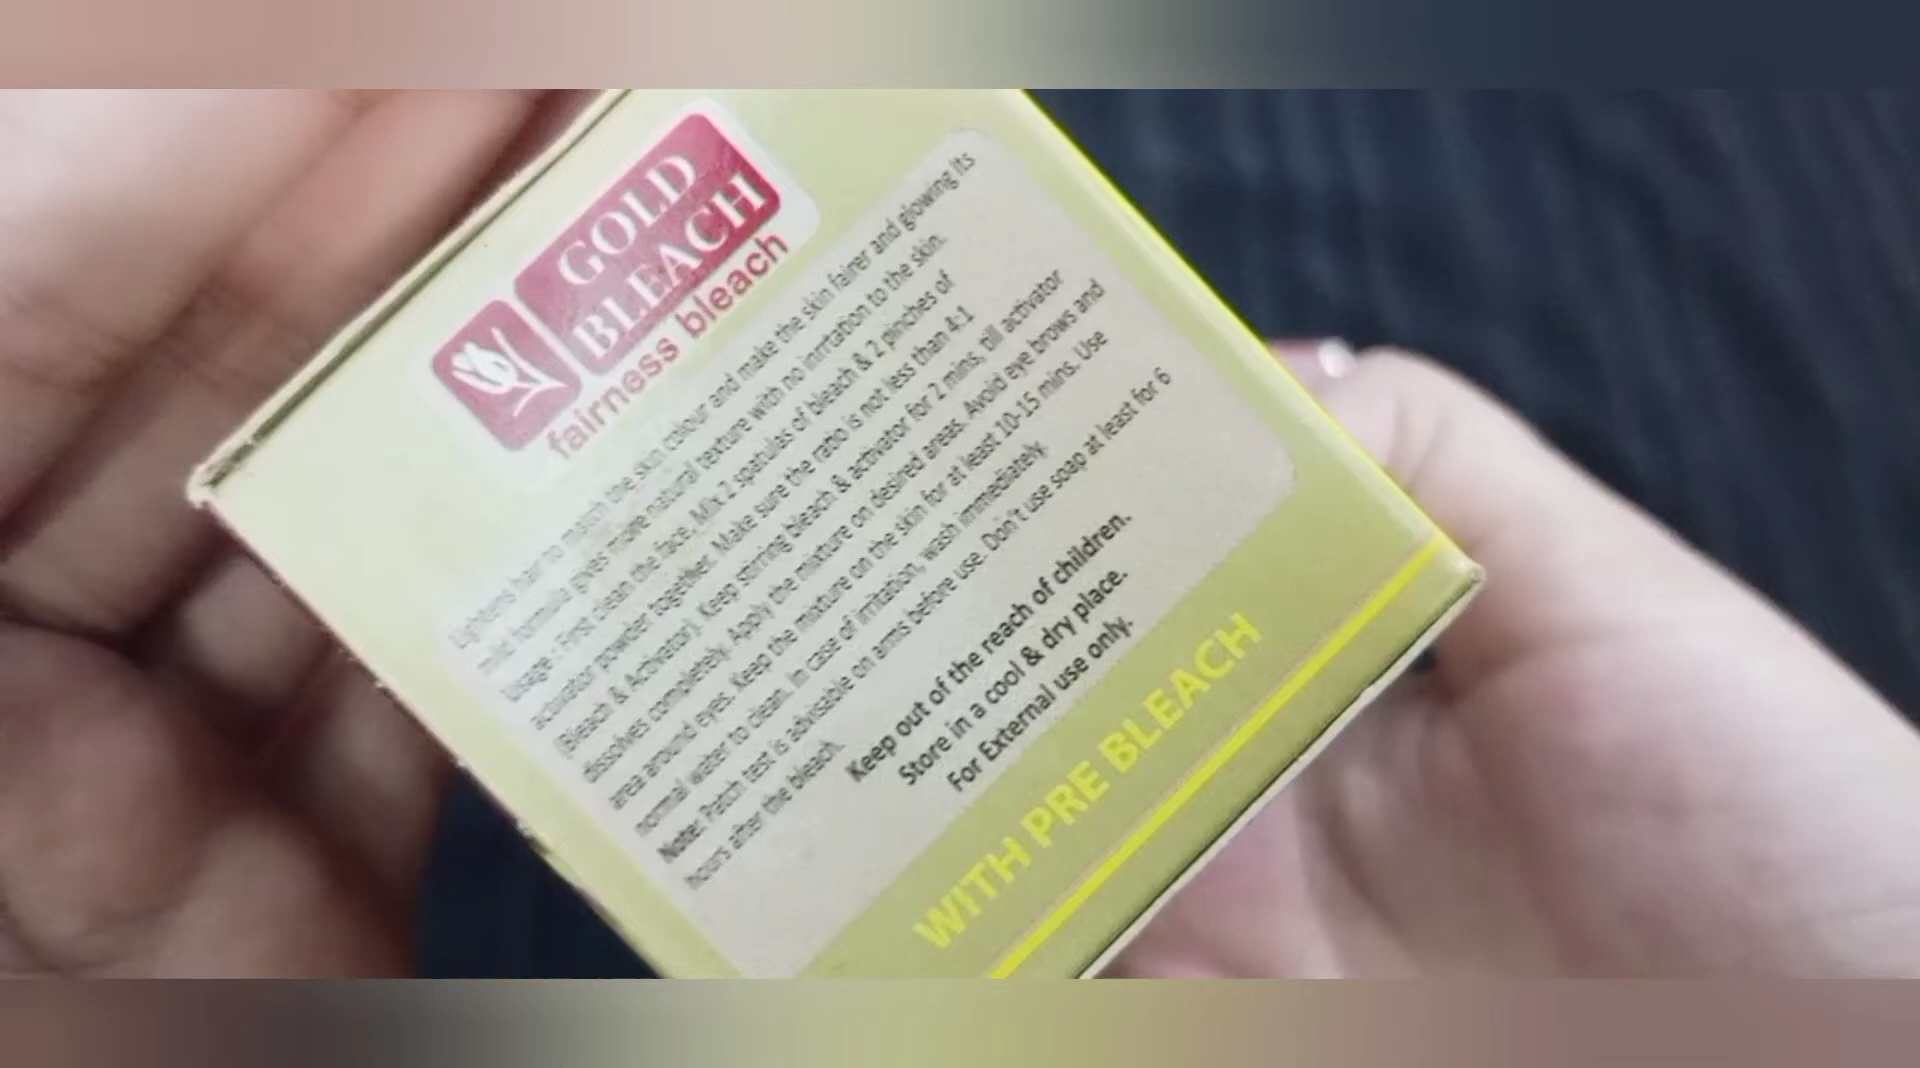 GOLD
BLEACH
fairness bleach
Lightens hair to match the skin colour and make the skin fairer and glowing its
mild formula gives more natural texture with no inrrtation to the skin.
Usage : First clean the face. Mix 2 spatulas of bleach & 2 pinches of
activator powder together. Make sure the ratio is not less than 4:1
(Bleach & Activator). Keep stirring bleach & activator for 2 mins, till activator
dissolves completely. Apply the mixture on desired areas. Avoid eye brows and
area around eyes. Keep the mixture on the skin for at least 10-15 mins. Use
normal water to clean. Im case of irritation, wash immediately.
Note: Patch test is advisable on arms before use. Don't use soap at least for 6
hours after the bleach.
Keep out of the reach of children.
Store in a cool & dry place.
For External use only.
WITH PRE BLEACH